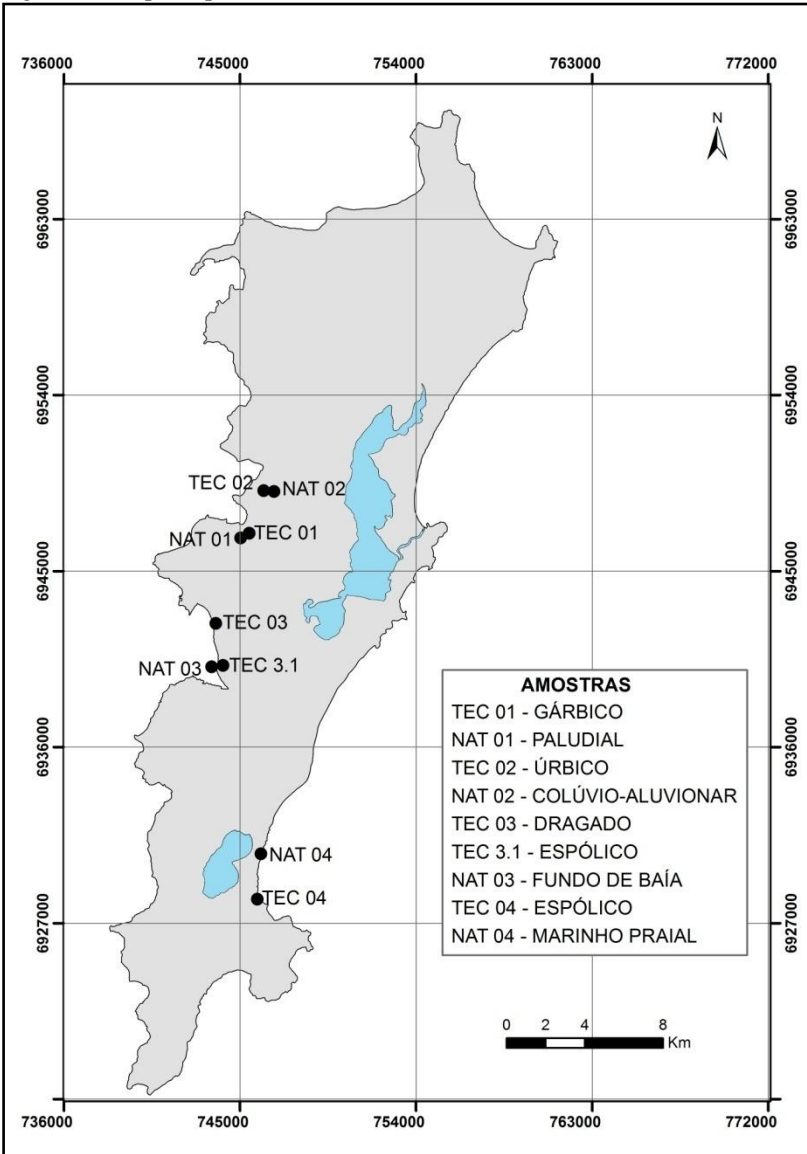 736000 745000 754000 763000 772000
N
6963000 6963000
6954000 6954000
TEC 02 NAT 02
NAT 01 TEC 01
6945000 6945000
TEC 03
NAT 03 TEC 3.1
6936000 6936000
NAT 04
TEC 04
6927000 6927000
AMOSTRAS
TEC 01 - GÁRBICO
NAT 01 - PALUDIAL
TEC 02 - ÚRBICO
NAT 02 - COLÚVIO-ALUVIONAR
TEC 03 - DRAGADO
TEC 3.1 - ESPÓLICO
NAT 03 - FUNDO DE BAÍA
TEC 04 - ESPÓLICO
NAT 04 - MARINHO PRAIAL
0 2 4 8
Km
736000 745000 754000 763000 772000